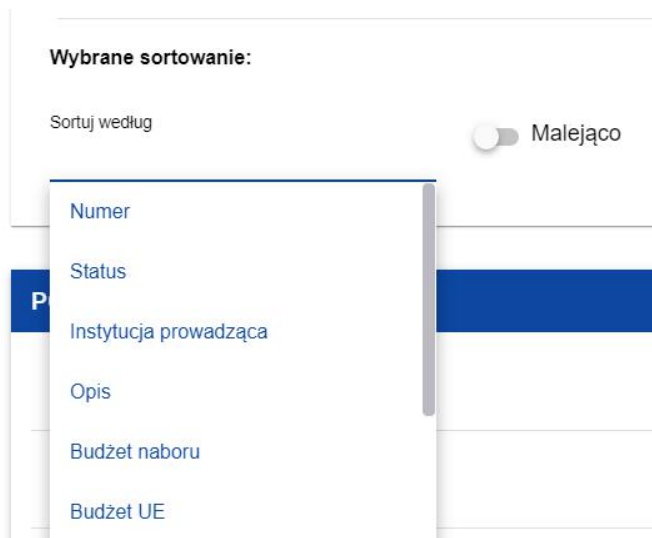 Wybrane sortowanie:
Sortuj według
Malejąco
Numer
Status
Instytucja prowadząca
Opis
Budżet naboru
Budżet UE